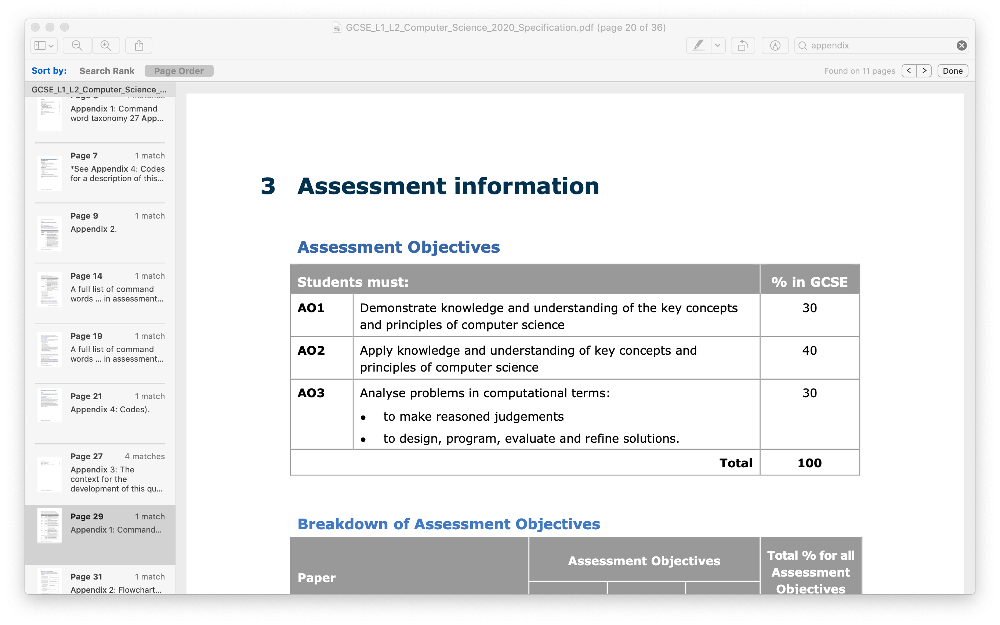 GCSE_L1_L2_Computer_Science_2020_Specification.pdf (page 20 of 36)
appendix
Sort by: Search Rank Page Order
Found on 11 pages < > Done
GCSE_L1_L2_Computer_Science_...
4 matches
Appendix 1: Command
word taxonomy 27 App...
Page 7 1 match
*See Appendix 4: Codes
for a description of this...
Page 9 1 match
Appendix 2.
Page 14 1 match
A full list of command
words ... in assessment...
Page 19 1 match
A full list of command
words ... in assessment...
Page 21 1 match
Appendix 4: Codes).
Page 27 4 matches
Appendix 3: The
context for the
development of this qu...
Page 29 1 match
Appendix 1: Command...
Page 31 1 match
Appendix 2: Flowchart...
3 Assessment information
Assessment Objectives
Students must: % in GCSE
AO1 Demonstrate knowledge and understanding of the key concepts 30
and principles of computer science
AO2 Apply knowledge and understanding of key concepts and 40
principles of computer science
AO3 Analyse problems in computational terms: 30
• to make reasoned judgements
• to design, program, evaluate and refine solutions.
Total 100
Breakdown of Assessment Objectives
Paper
Assessment Objectives
Total % for all
Assessment
Objectives